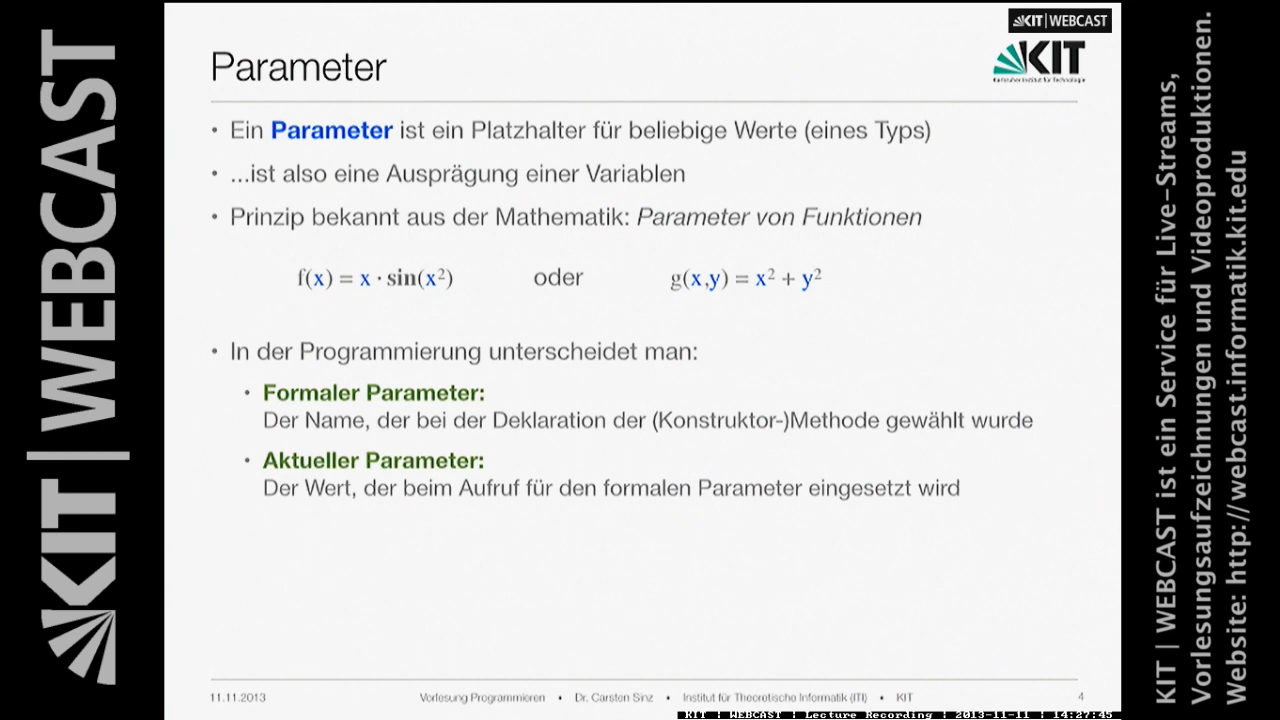 KIT | WEBCAST
KIT
Karlsruher Institut für Technologie
Parameter
• Ein Parameter ist ein Platzhalter für beliebige Werte (eines Typs)
• ...ist also eine Ausprägung einer Variablen
• Prinzip bekannt aus der Mathematik: Parameter von Funktionen
f(x) = x · sin(x²) oder g(x,y) = x² + y²
• In der Programmierung unterscheidet man:
• Formaler Parameter:
Der Name, der bei der Deklaration der (Konstruktor-)Methode gewählt wurde
• Aktueller Parameter:
Der Wert, der beim Aufruf für den formalen Parameter eingesetzt wird
11.11.2013 Vorlesung Programmieren • Dr. Carsten Sinz • Institut für Theoretische Informatik (ITI) • KIT 4
KIT | WEBCAST | Lecture Recording | 2013-11-11 | 14:27:45
KIT | WEBCAST
KIT | WEBCAST ist ein Service für Live-Streams,
Vorlesungsaufzeichnungen und Videoproduktionen.
Website: http://webcast.informatik.kit.edu